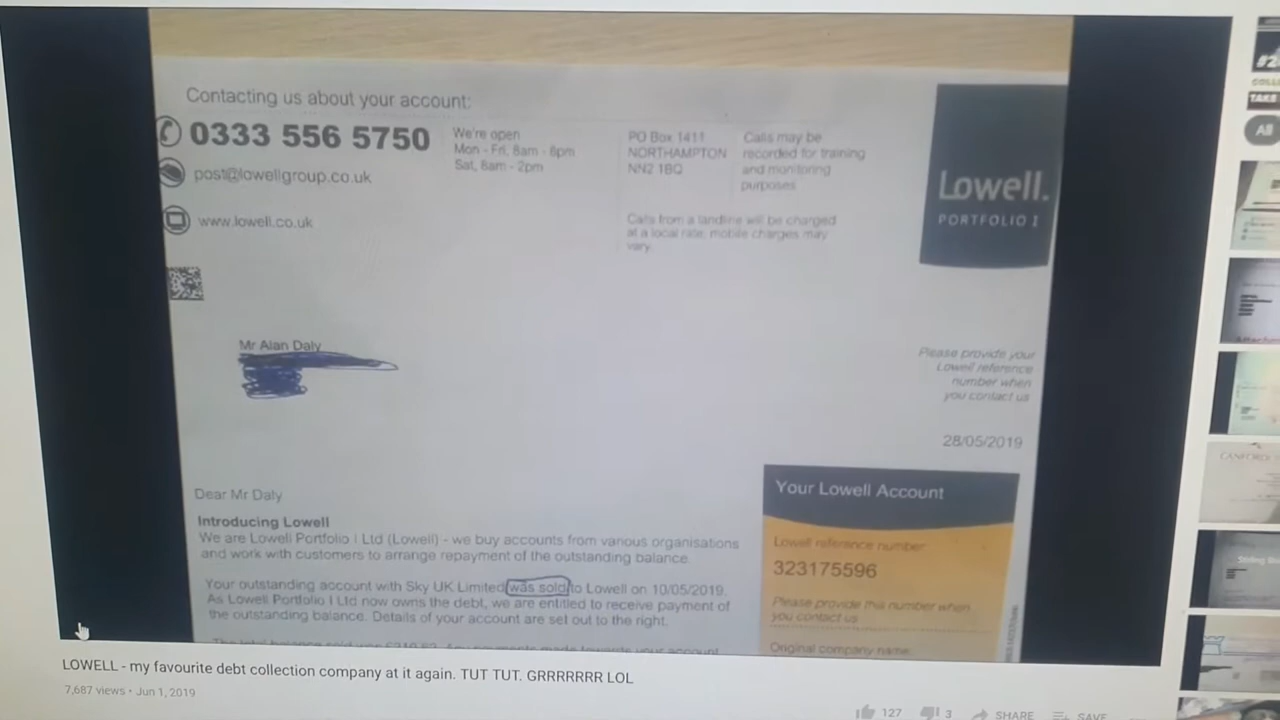 Contacting us about your account:
0333 556 5750
We're open
Mon - Fri, 8am - 8pm
Sat, 8am - 2pm
PO Box 1411
NORTHAMPTON
NN2 1BQ
Calls may be
recorded for training
and monitoring
purposes
post@lowellgroup.co.uk
www.lowell.co.uk
Calls from a landline will be charged
at a local rate, mobile charges may
vary.
Lowell.
PORTFOLIO I
Mr Alan Daly
Please provide your
Lowell reference
number when
you contact us
28/05/2019
Dear Mr Daly
Introducing Lowell
We are Lowell Portfolio I Ltd (Lowell) - we buy accounts from various organisations
and work with customers to arrange repayment of the outstanding balance.
Your outstanding account with Sky UK Limited was sold to Lowell on 10/05/2019.
As Lowell Portfolio I Ltd now owns the debt, we are entitled to receive payment of
the outstanding balance. Details of your account are set out to the right.
Your Lowell Account
Lowell reference number:
323175596
Please provide this number when
you contact us
Original company name:
LOWELL - my favourite debt collection company at it again. TUT TUT. GRRRRRRR LOL
7,687 views • Jun 1, 2019
127
3
SHARE
SAVE
TAKE
All